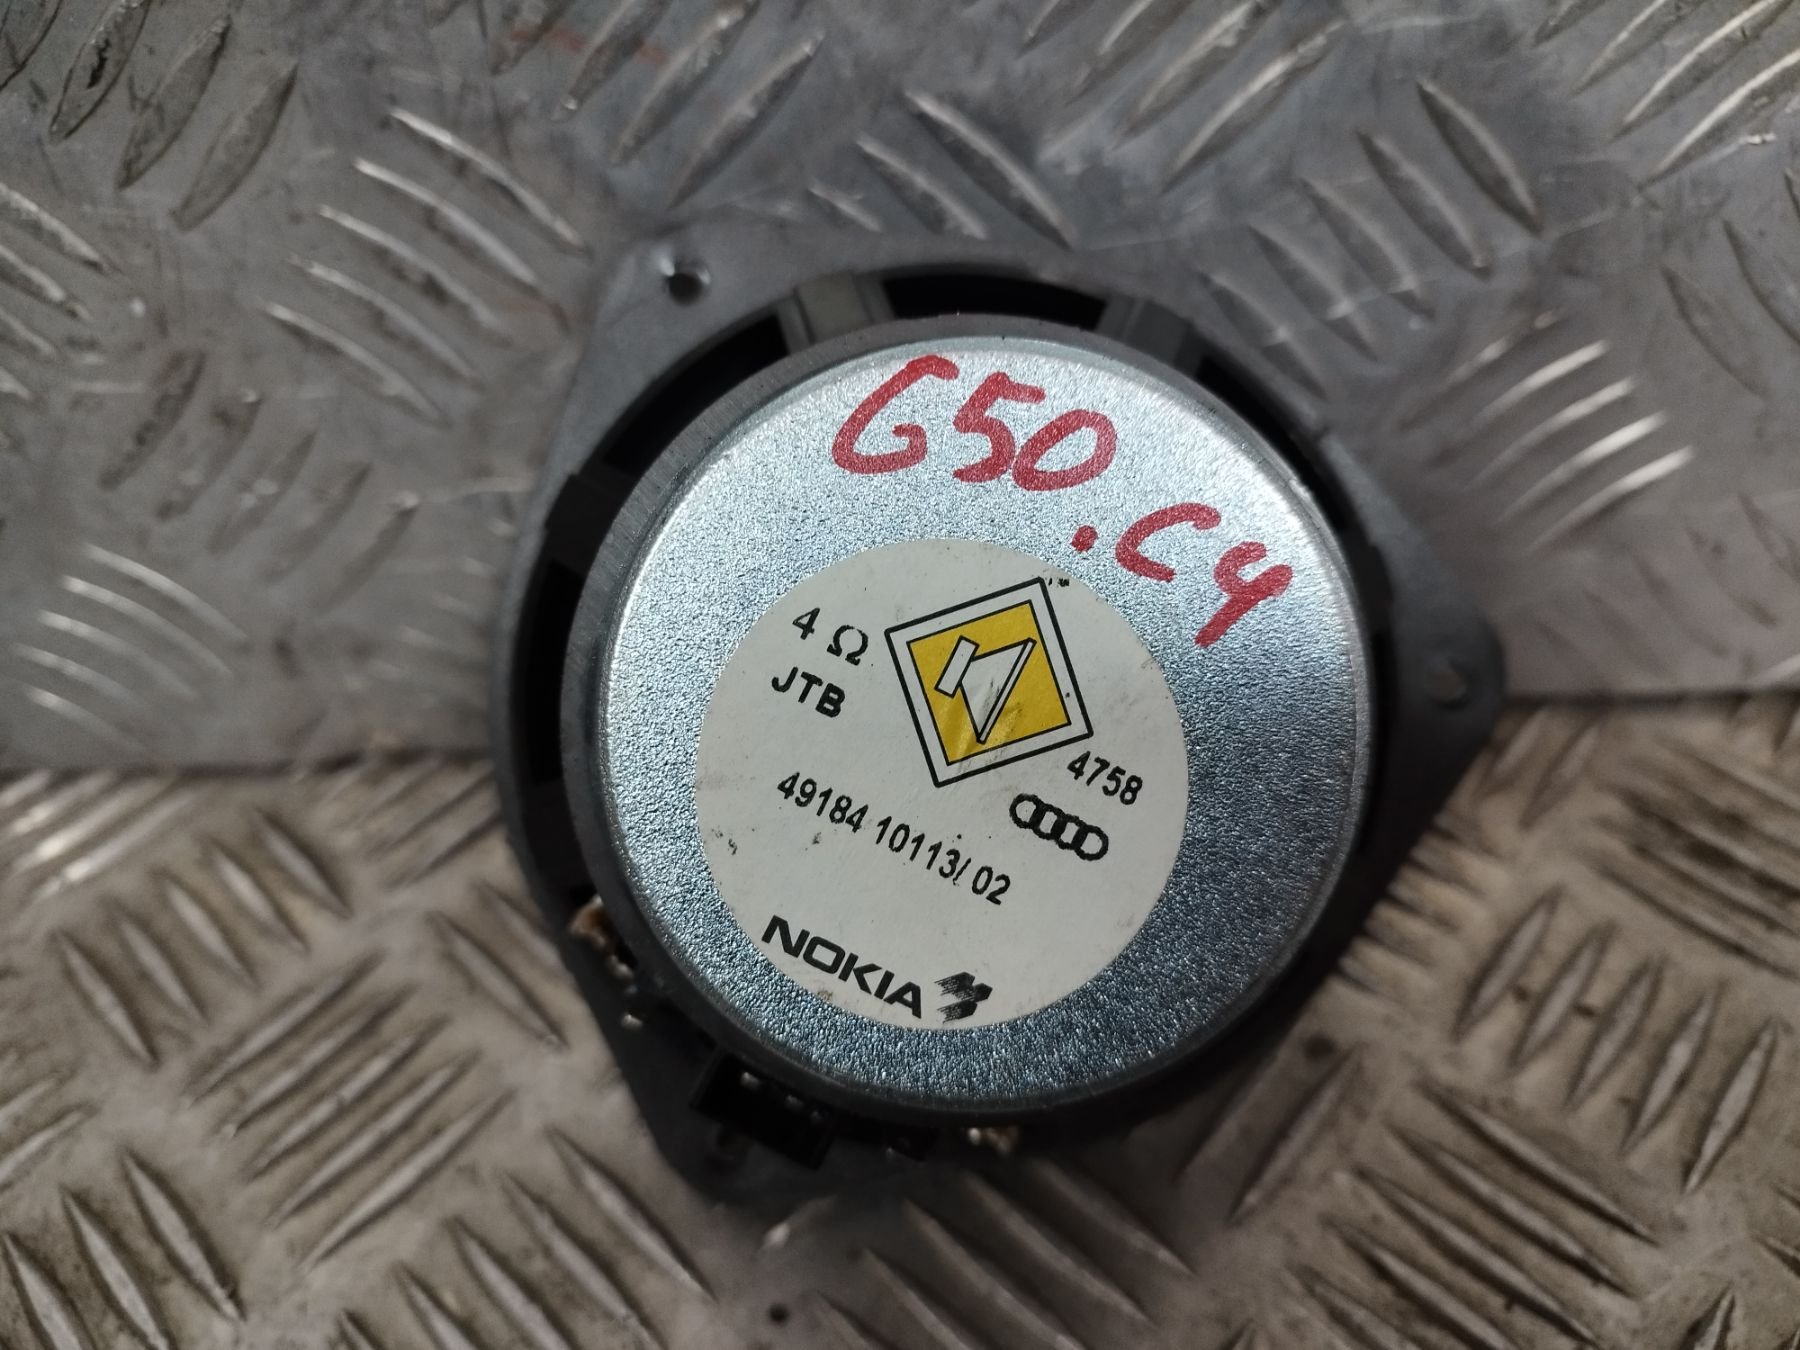 G50
.C4
4 Ω
JTB
4758
49184 10113/02
NOKIA